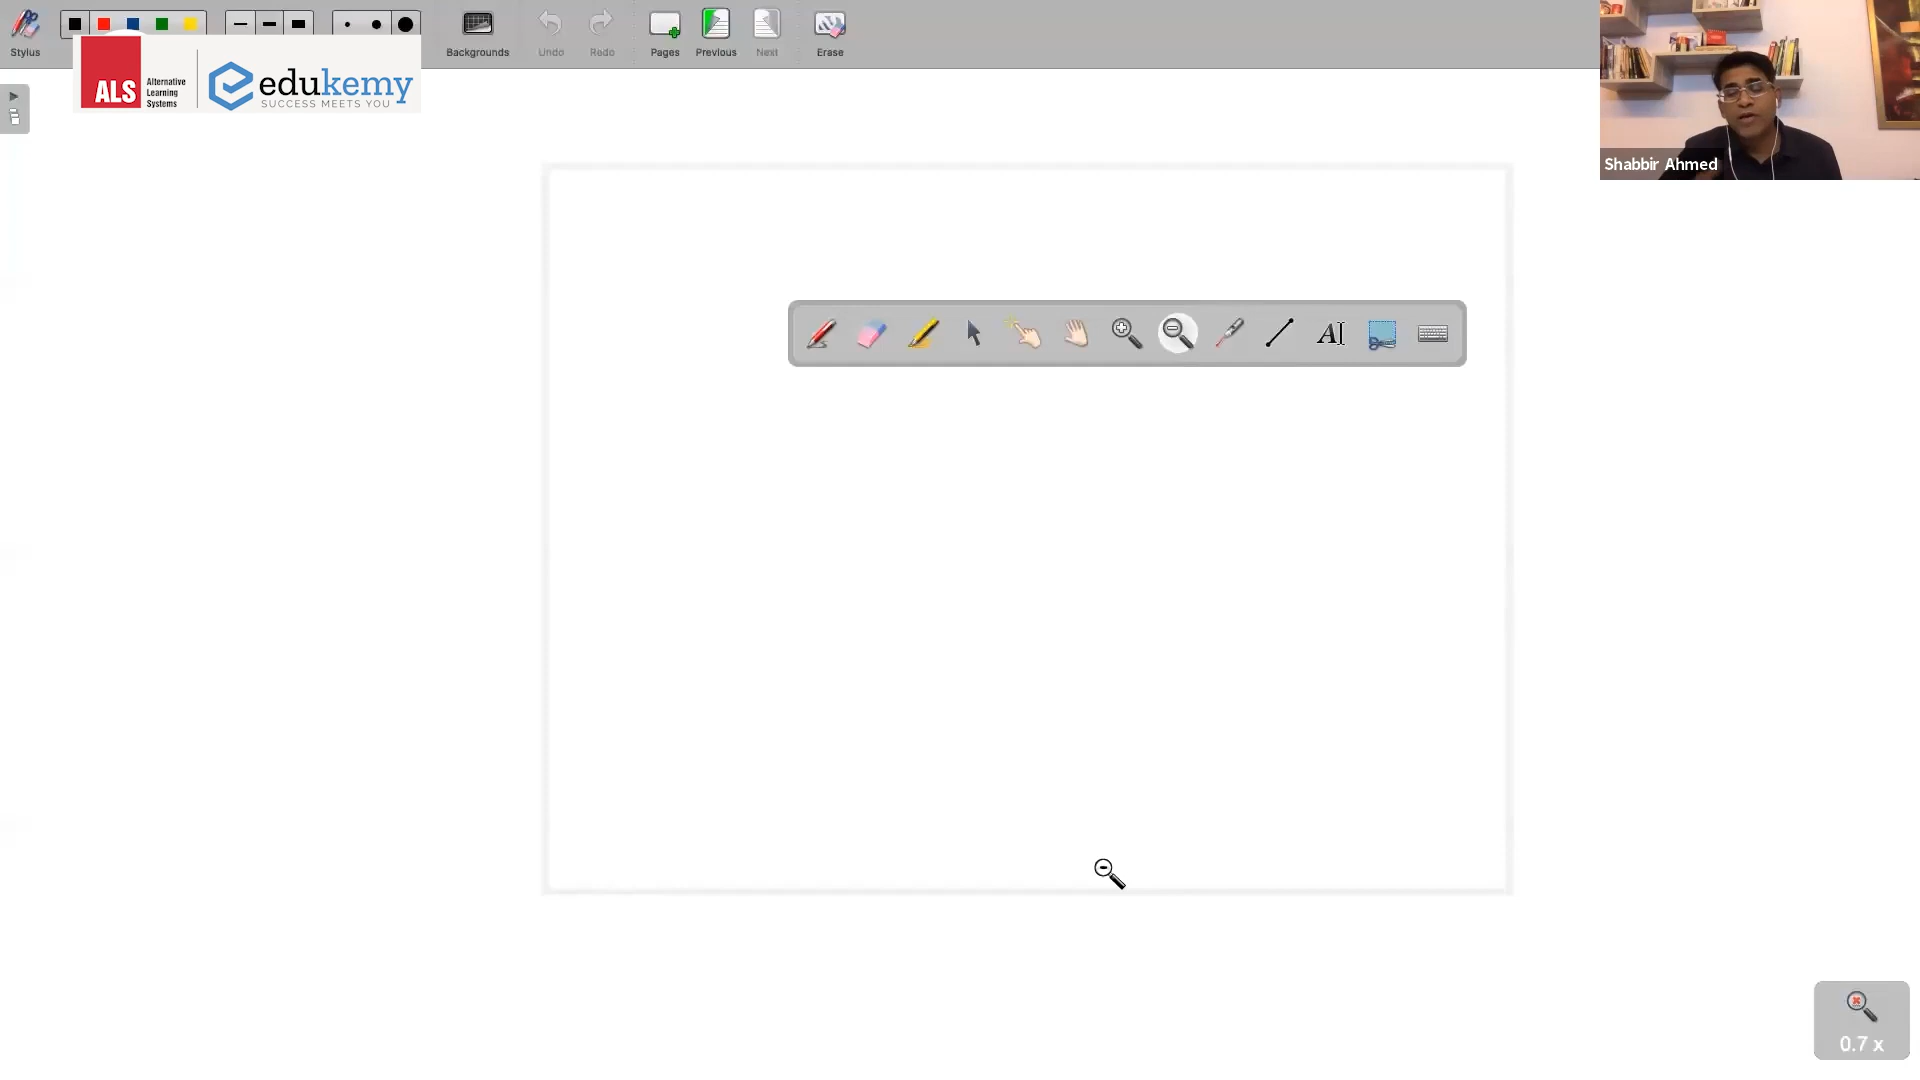 Stylus
Backgrounds
Undo
Redo
Pages
Previous
Next
Erase
ALS
Alternative
Learning
Systems
edukemy
SUCCESS MEETS YOU
Shabbir Ahmed
AI
0.7 x